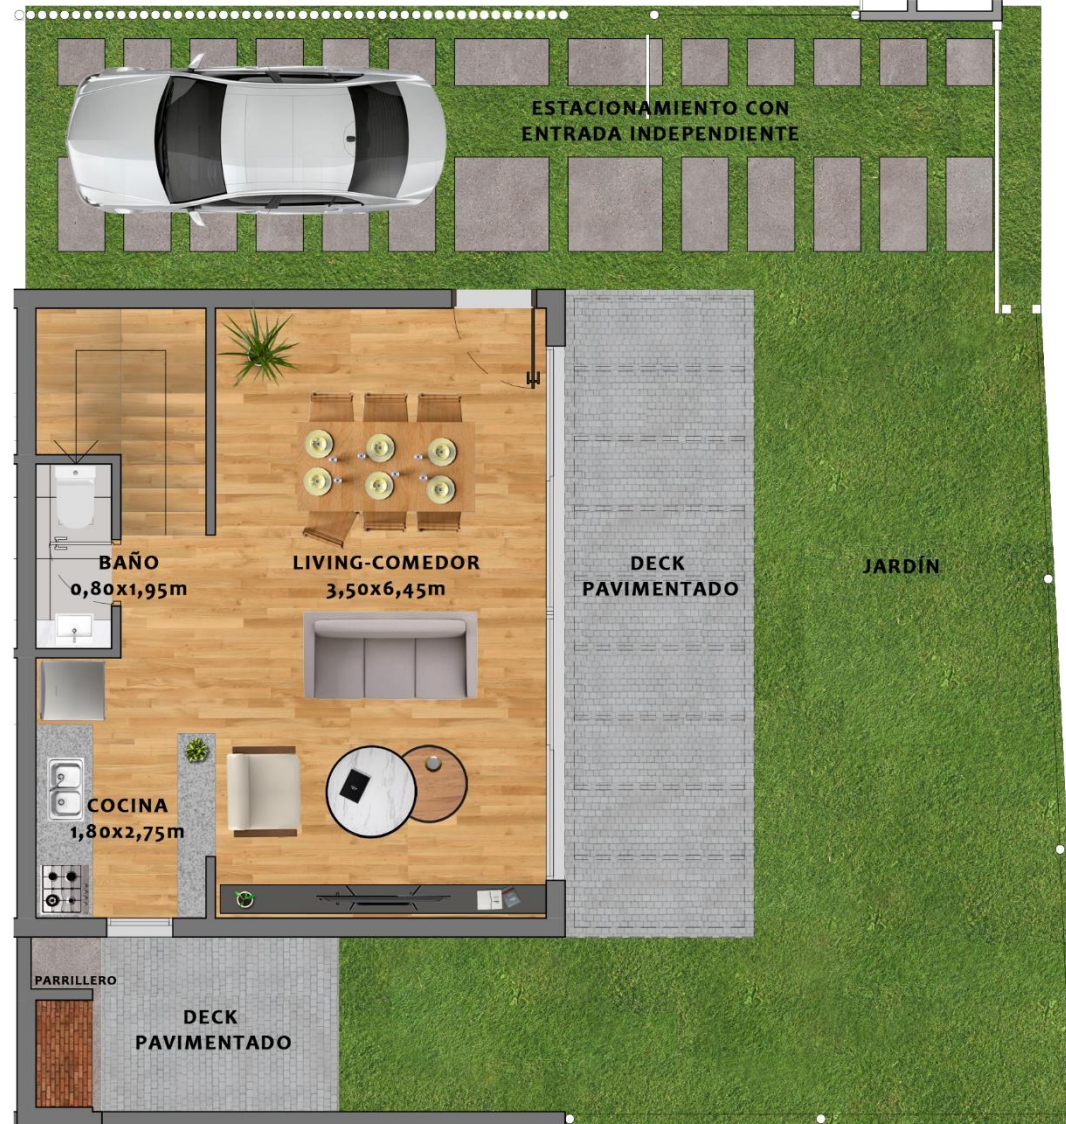 ESTACIONAMIENTO CON
ENTRADA INDEPENDIENTE
BAÑO
0,80x1,95m
LIVING-COMEDOR
3,50x6,45m
DECK
PAVIMENTADO
JARDÍN
COCINA
1,80x2,75m
PARRILLERO
DECK
PAVIMENTADO